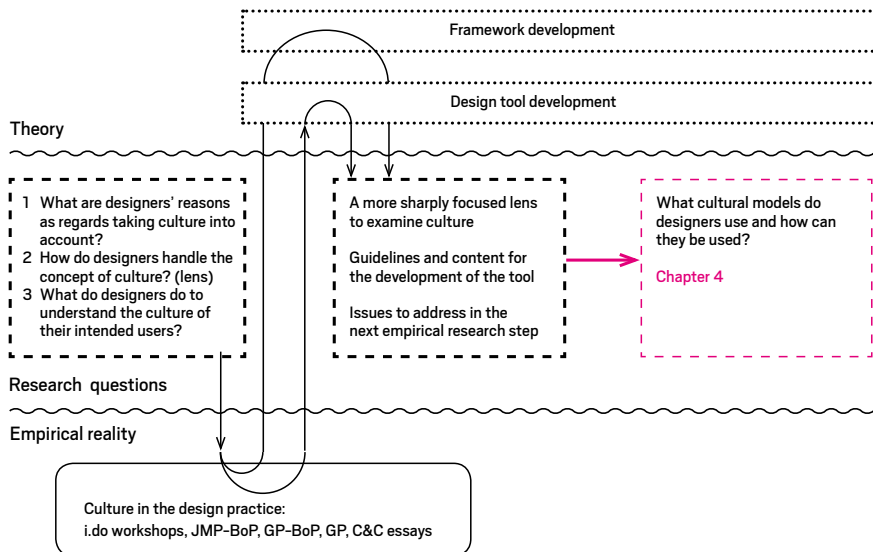 Framework development
Design tool development
Theory
1 What are designers' reasons
as regards taking culture into
account?
2 How do designers handle the
concept of culture? (lens)
3 What do designers do to
understand the culture of
their intended users?
A more sharply focused lens
to examine culture
Guidelines and content for
the development of the tool
Issues to address in the
next empirical research step
What cultural models do
designers use and how can
they be used?
Chapter 4
Research questions
Empirical reality
Culture in the design practice:
i.do workshops, JMP-BoP, GP-BoP, GP, C&C essays